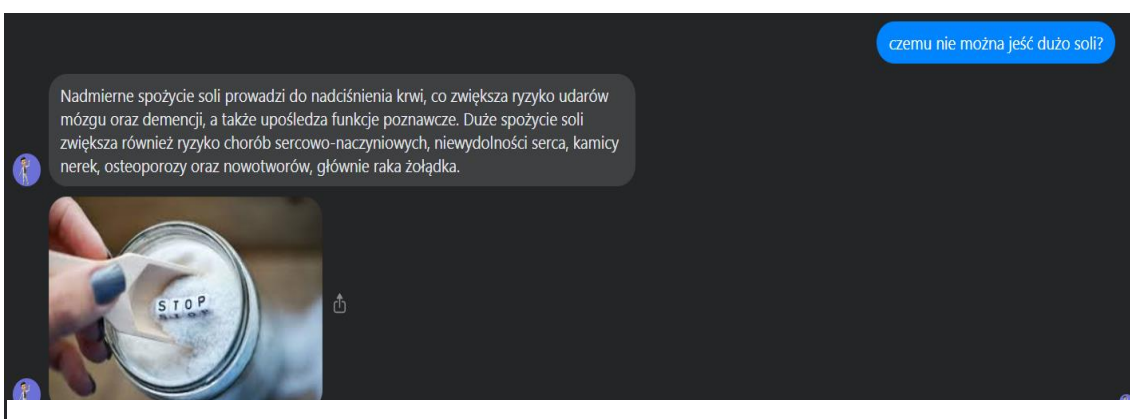 czemu nie można jeść dużo soli?
Nadmierne spożycie soli prowadzi do nadciśnienia krwi, co zwiększa ryzyko udarów
mózgu oraz demencji, a także upośledza funkcje poznawcze. Duże spożycie soli
zwiększa również ryzyko chorób sercowo-naczyniowych, niewydolności serca, kamicy
nerek, osteoporozy oraz nowotworów, głównie raka żołądka.
STOP